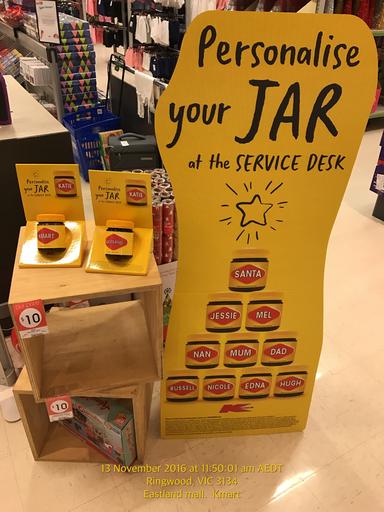 Personalise
your JAR
at the SERVICE DESK
SANTA
JESSIE MEL
NAN MUM DAD
RUSSELL NICOLE EDNA HUGH
Personalise
your JAR
KATIE
Personalise
your JAR
KATIE
$10
$10
13 November 2016 at 11:50:01 am AEDT
Ringwood, VIC 3134
Eastland mall. Kmart